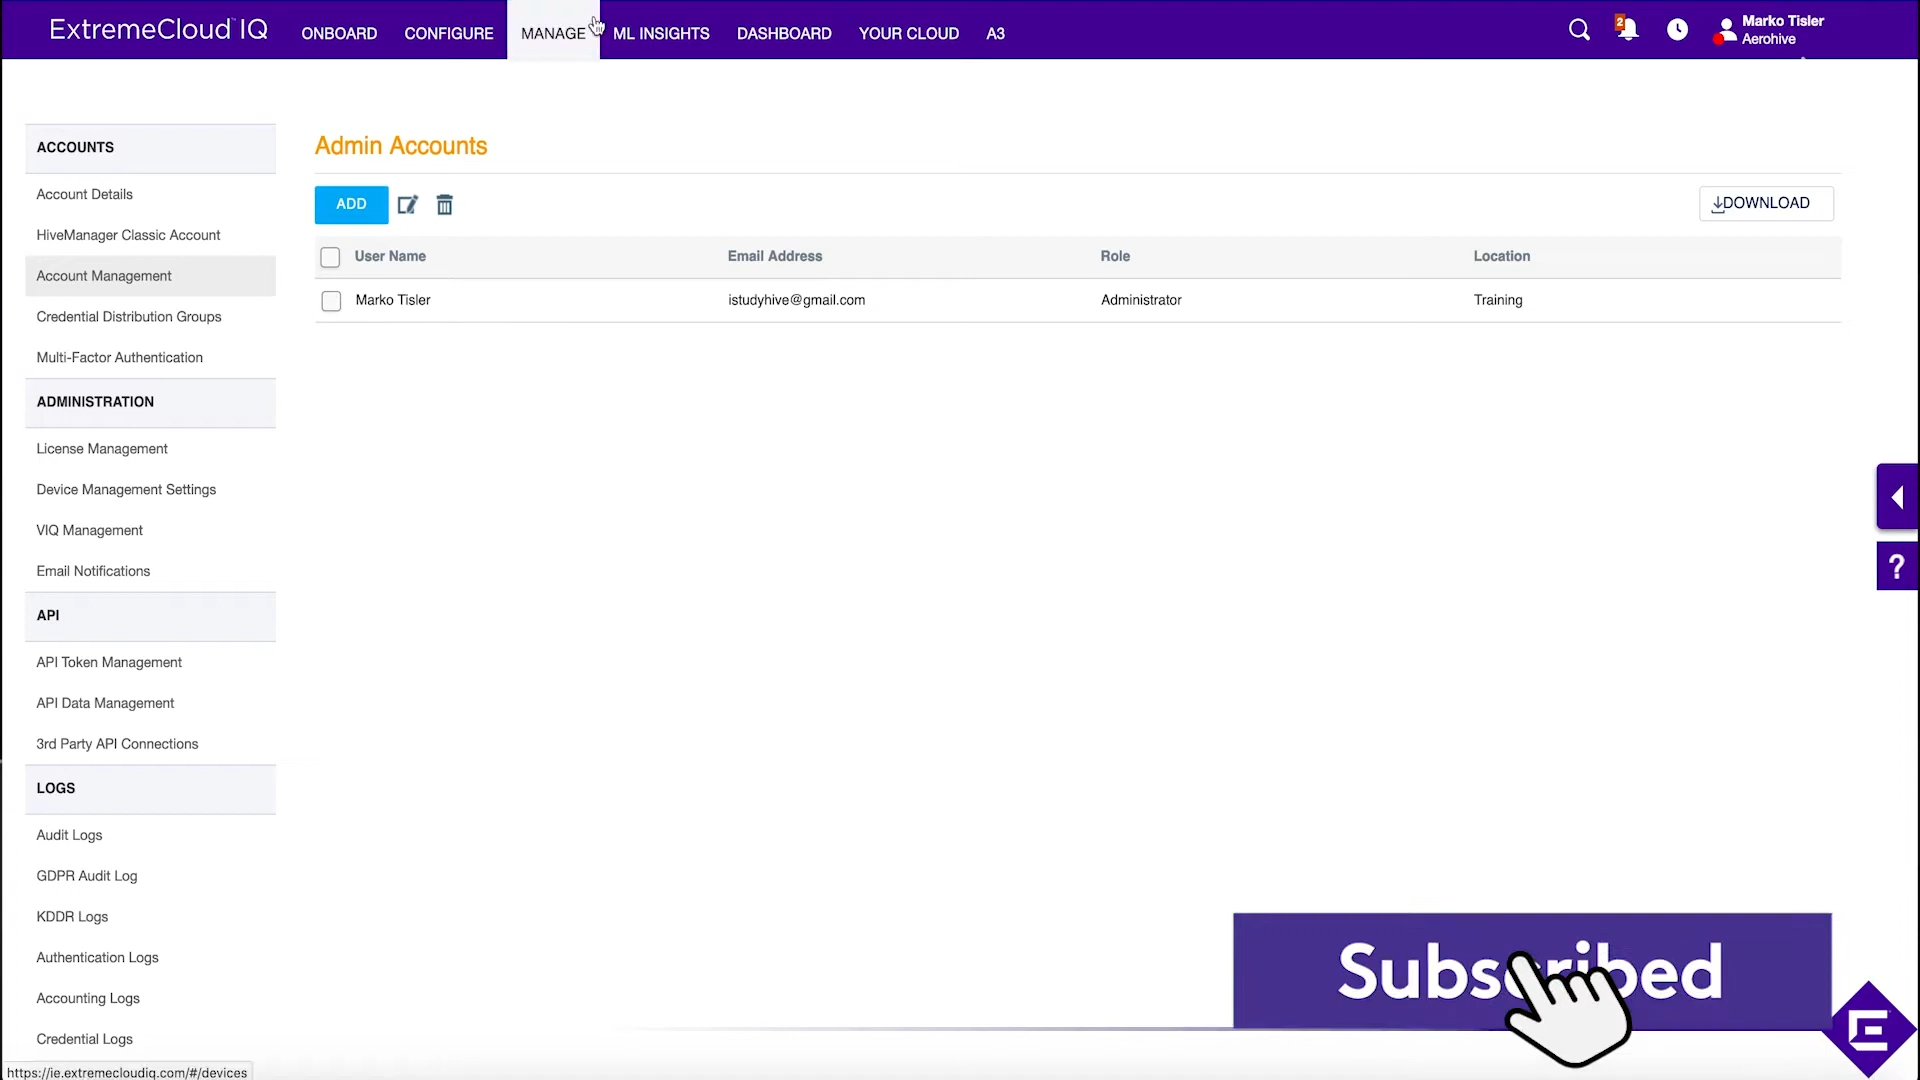 ExtremeCloud™ IQ
ONBOARD CONFIGURE MANAGE ML INSIGHTS DASHBOARD YOUR CLOUD A3
2
Marko Tisler
Aerohive
ACCOUNTS
Account Details
HiveManager Classic Account
Account Management
Credential Distribution Groups
Multi-Factor Authentication
ADMINISTRATION
License Management
Device Management Settings
VIQ Management
Email Notifications
API
API Token Management
API Data Management
3rd Party API Connections
LOGS
Audit Logs
GDPR Audit Log
KDDR Logs
Authentication Logs
Accounting Logs
Credential Logs
https://ie.extremecloudiq.com/#/devices
Admin Accounts
ADD
DOWNLOAD
User Name Email Address Role Location
Marko Tisler istudyhive@gmail.com Administrator Training
?
Subscribed
E